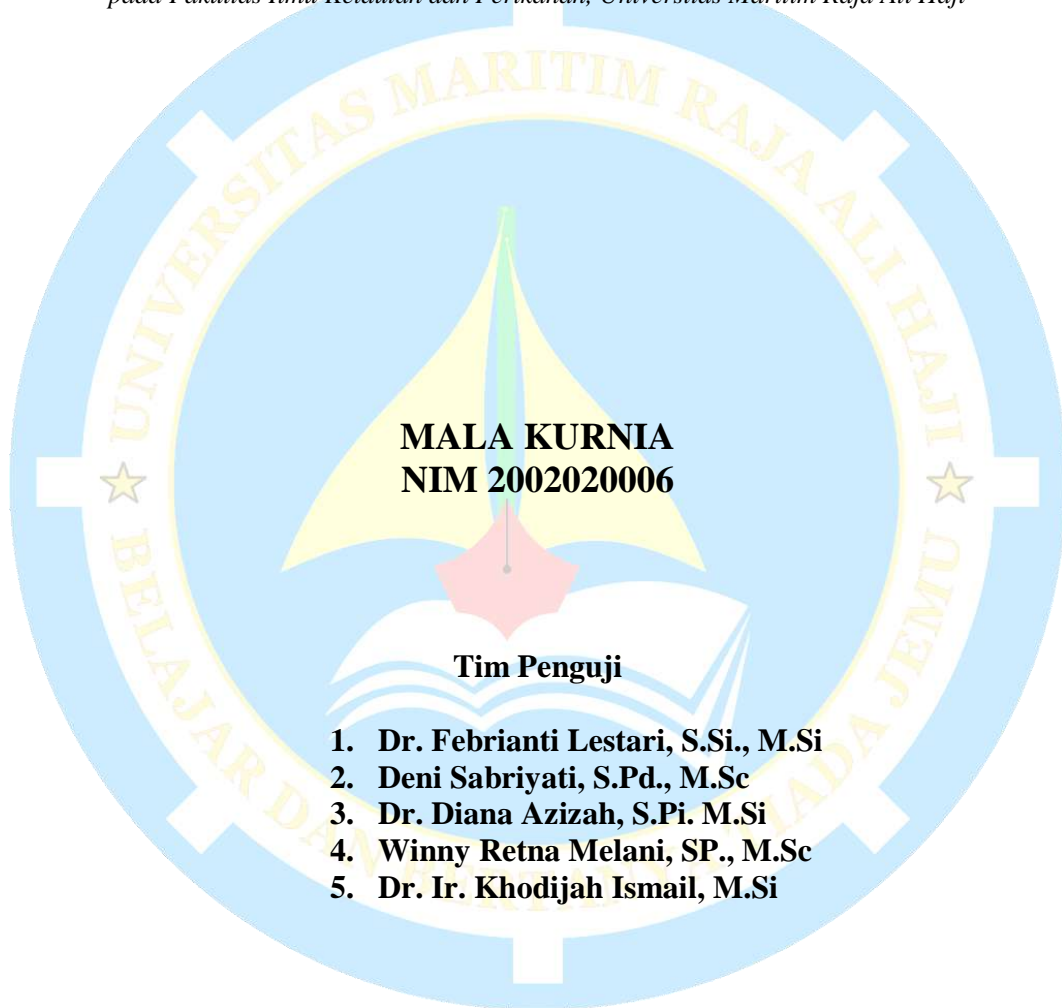 pada Fakultas Ilmu Kelautan dan Perikanan, Universitas Maritim Raja Ali Haji
UNIVERSITAS MARITIM RAJA ALI HAJI
MALA KURNIA
NIM 2002020006
BELAJAR DAN BERTANYA TIADA JEMU
Tim Penguji
1. Dr. Febrianti Lestari, S.Si., M.Si
2. Deni Sabriyati, S.Pd., M.Sc
3. Dr. Diana Azizah, S.Pi. M.Si
4. Winny Retna Melani, SP., M.Sc
5. Dr. Ir. Khodijah Ismail, M.Si